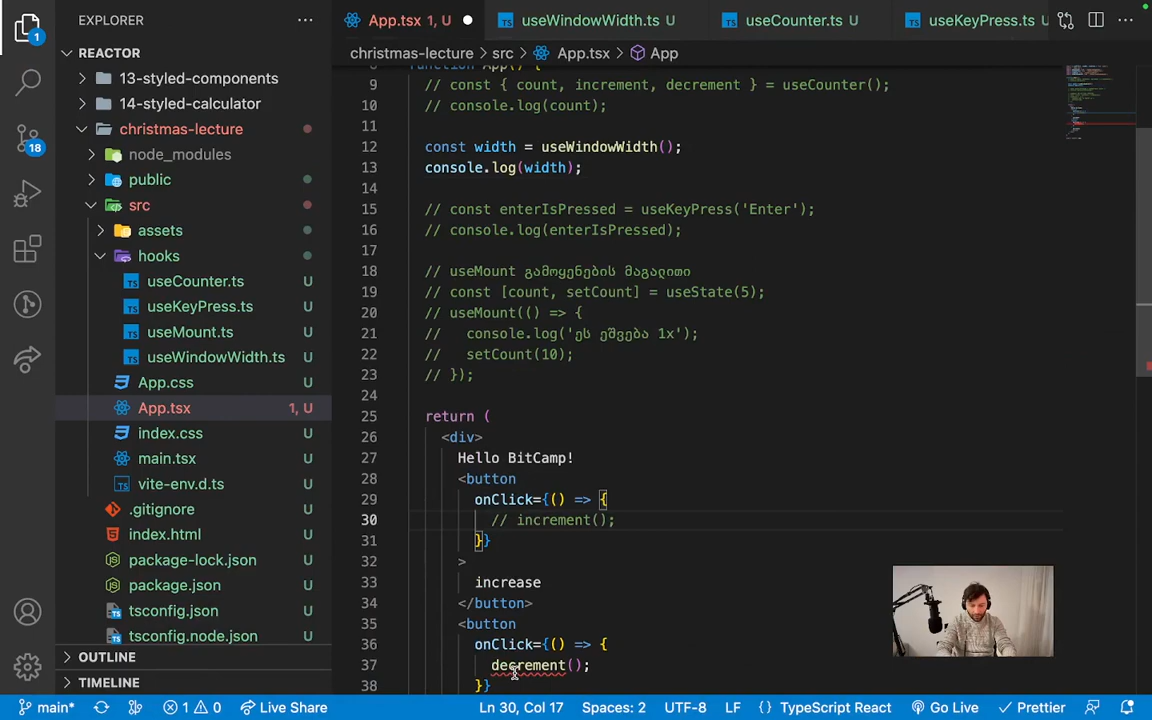 EXPLORER
App.tsx 1, U
useWindowWidth.ts U
useCounter.ts U
useKeyPress.ts U
REACTOR
christmas-lecture > src > App.tsx > App
13-styled-components
14-styled-calculator
christmas-lecture
node_modules
public
src
assets
hooks
useCounter.ts U
useKeyPress.ts U
useMount.ts U
useWindowWidth.ts U
App.css U
App.tsx 1, U
index.css U
main.tsx U
vite-env.d.ts U
.gitignore U
index.html U
package-lock.json U
package.json U
tsconfig.json U
tsconfig.node.json U
OUTLINE
TIMELINE
1
18
function App() {
9 // const { count, increment, decrement } = useCounter();
10 // console.log(count);
11
12 const width = useWindowWidth();
13 console.log(width);
14
15 // const enterIsPressed = useKeyPress('Enter');
16 // console.log(enterIsPressed);
17
18 // useMount გამოყენების მაგალითი
19 // const [count, setCount] = useState(5);
20 // useMount(() => {
21 //   console.log('ეს ეშვება 1x');
22 //   setCount(10);
23 // });
24
25 return (
26 <div>
27 Hello BitCamp!
28 <button
29 onClick={() => {
30 // increment();
31 }}
32 >
33 increase
34 </button>
35 <button
36 onClick={() => {
37 decrement();
38 }}
main* 1 0 Live Share Ln 30, Col 17 Spaces: 2 UTF-8 LF {} TypeScript React Go Live Prettier